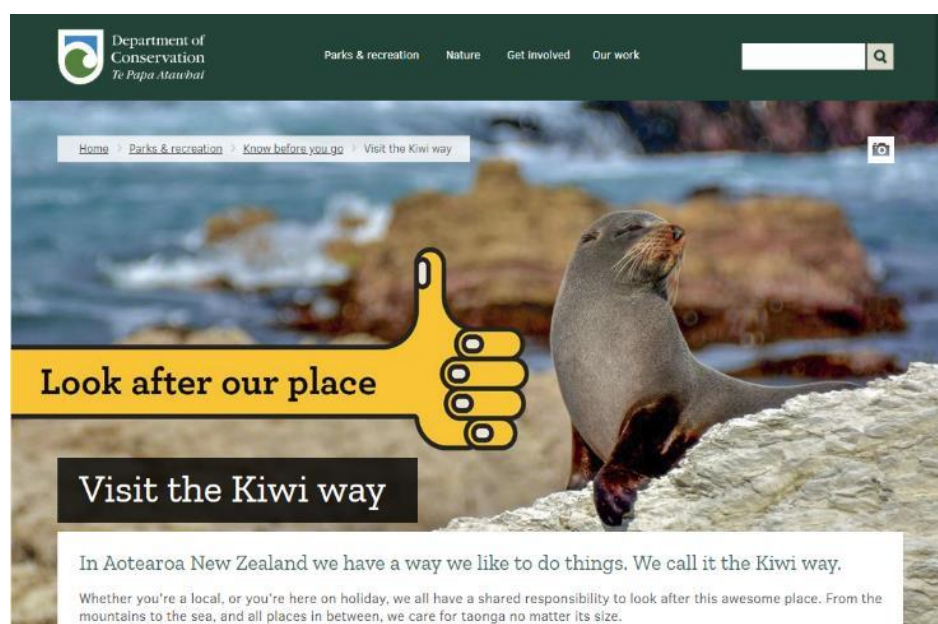 Department of
Conservation
Te Papa Atawhai
Parks & recreation Nature Get involved Our work
Home > Parks & recreation > Know before you go > Visit the Kiwi way
Look after our place
Visit the Kiwi way
In Aotearoa New Zealand we have a way we like to do things. We call it the Kiwi way.
Whether you're a local, or you're here on holiday, we all have a shared responsibility to look after this awesome place. From the
mountains to the sea, and all places in between, we care for taonga no matter its size.